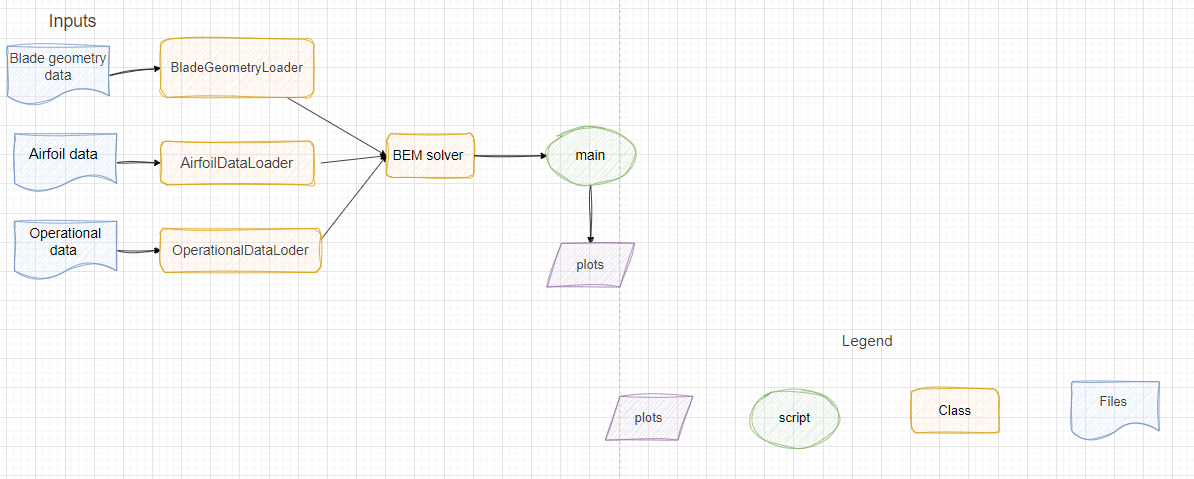 Inputs
Blade geometry
data
BladeGeometryLoader
Airfoil data
AirfoilDataLoader
BEM solver
main
Operational
data
OperationalDataLoder
plots
Legend
plots
script
Class
Files